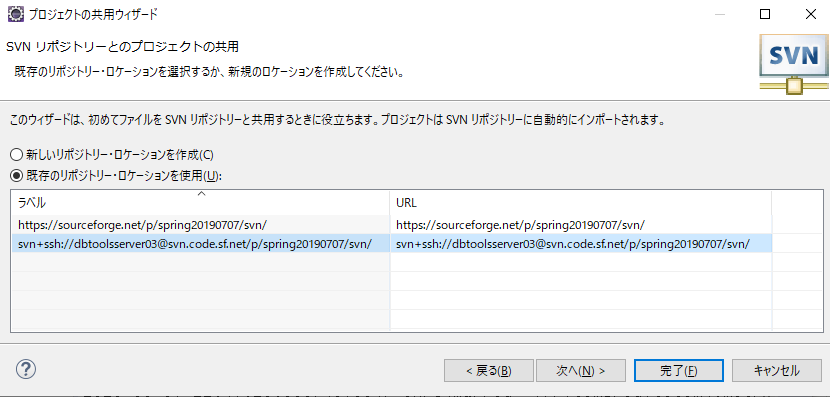 プロジェクトの共用ウィザード
SVN リポジトリーとのプロジェクトの共用
既存のリポジトリー・ロケーションを選択するか、新規のロケーションを作成してください。
SVN
このウィザードは、初めてファイルを SVN リポジトリーと共用するときに役立ちます。プロジェクトは SVN リポジトリーに自動的にインポートされます。
新しいリポジトリー・ロケーションを作成(C)
既存のリポジトリー・ロケーションを使用(U):
ラベル URL
https://sourceforge.net/p/spring20190707/svn/ https://sourceforge.net/p/spring20190707/svn/
svn+ssh://dbtoolsserver03@svn.code.sf.net/p/spring20190707/svn/ svn+ssh://dbtoolsserver03@svn.code.sf.net/p/spring20190707/svn/
? < 戻る(B) 次へ(N) > 完了(F) キャンセル